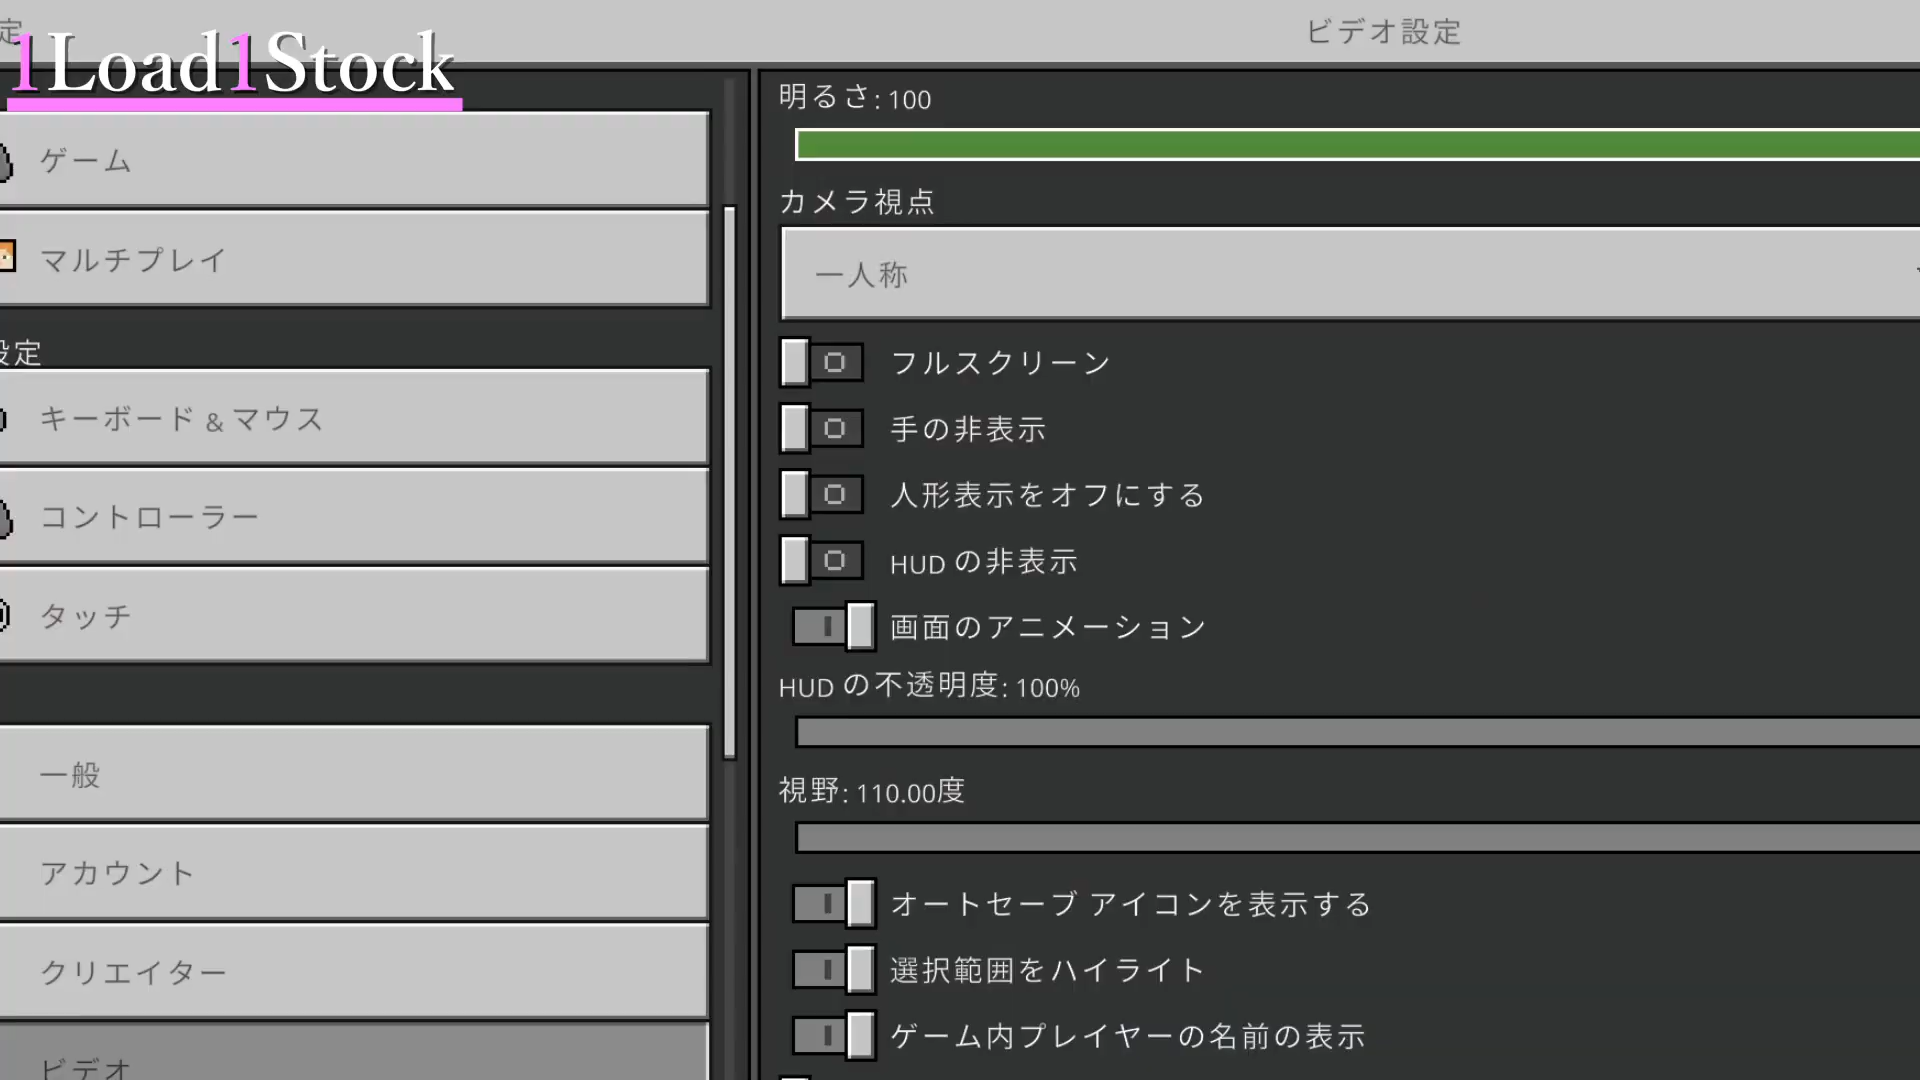 定
1Load1Stock
ビデオ設定
ゲーム
マルチプレイ
設定
キーボード & マウス
コントローラー
タッチ
一般
アカウント
クリエイター
ビデオ
明るさ: 100
カメラ視点
一人称
フルスクリーン
手の非表示
人形表示をオフにする
HUD の非表示
画面のアニメーション
HUD の不透明度: 100%
視野: 110.00度
オートセーブ アイコンを表示する
選択範囲をハイライト
ゲーム内プレイヤーの名前の表示